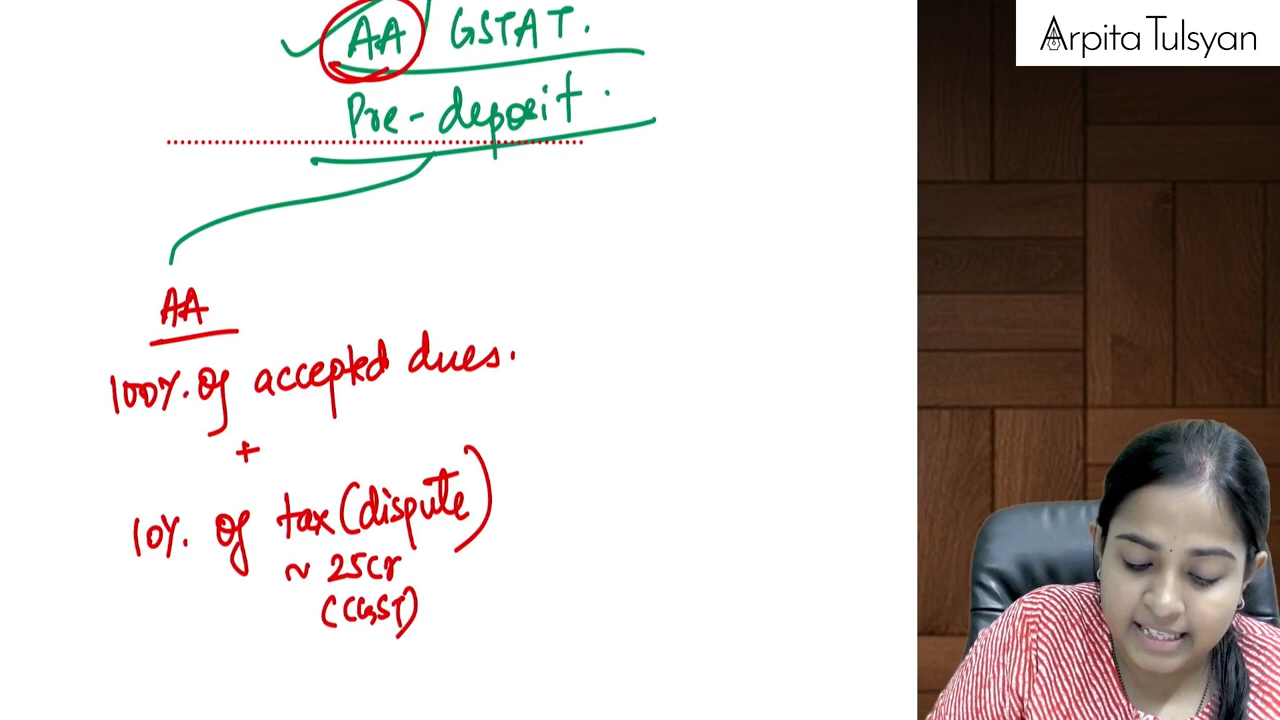 Arpita Tulsyan
AA GSTAT.
Pre-deposit.
AA
100%. of accepted dues.
+
10%. of tax (dispute)
~ 25Cr
(CGST)